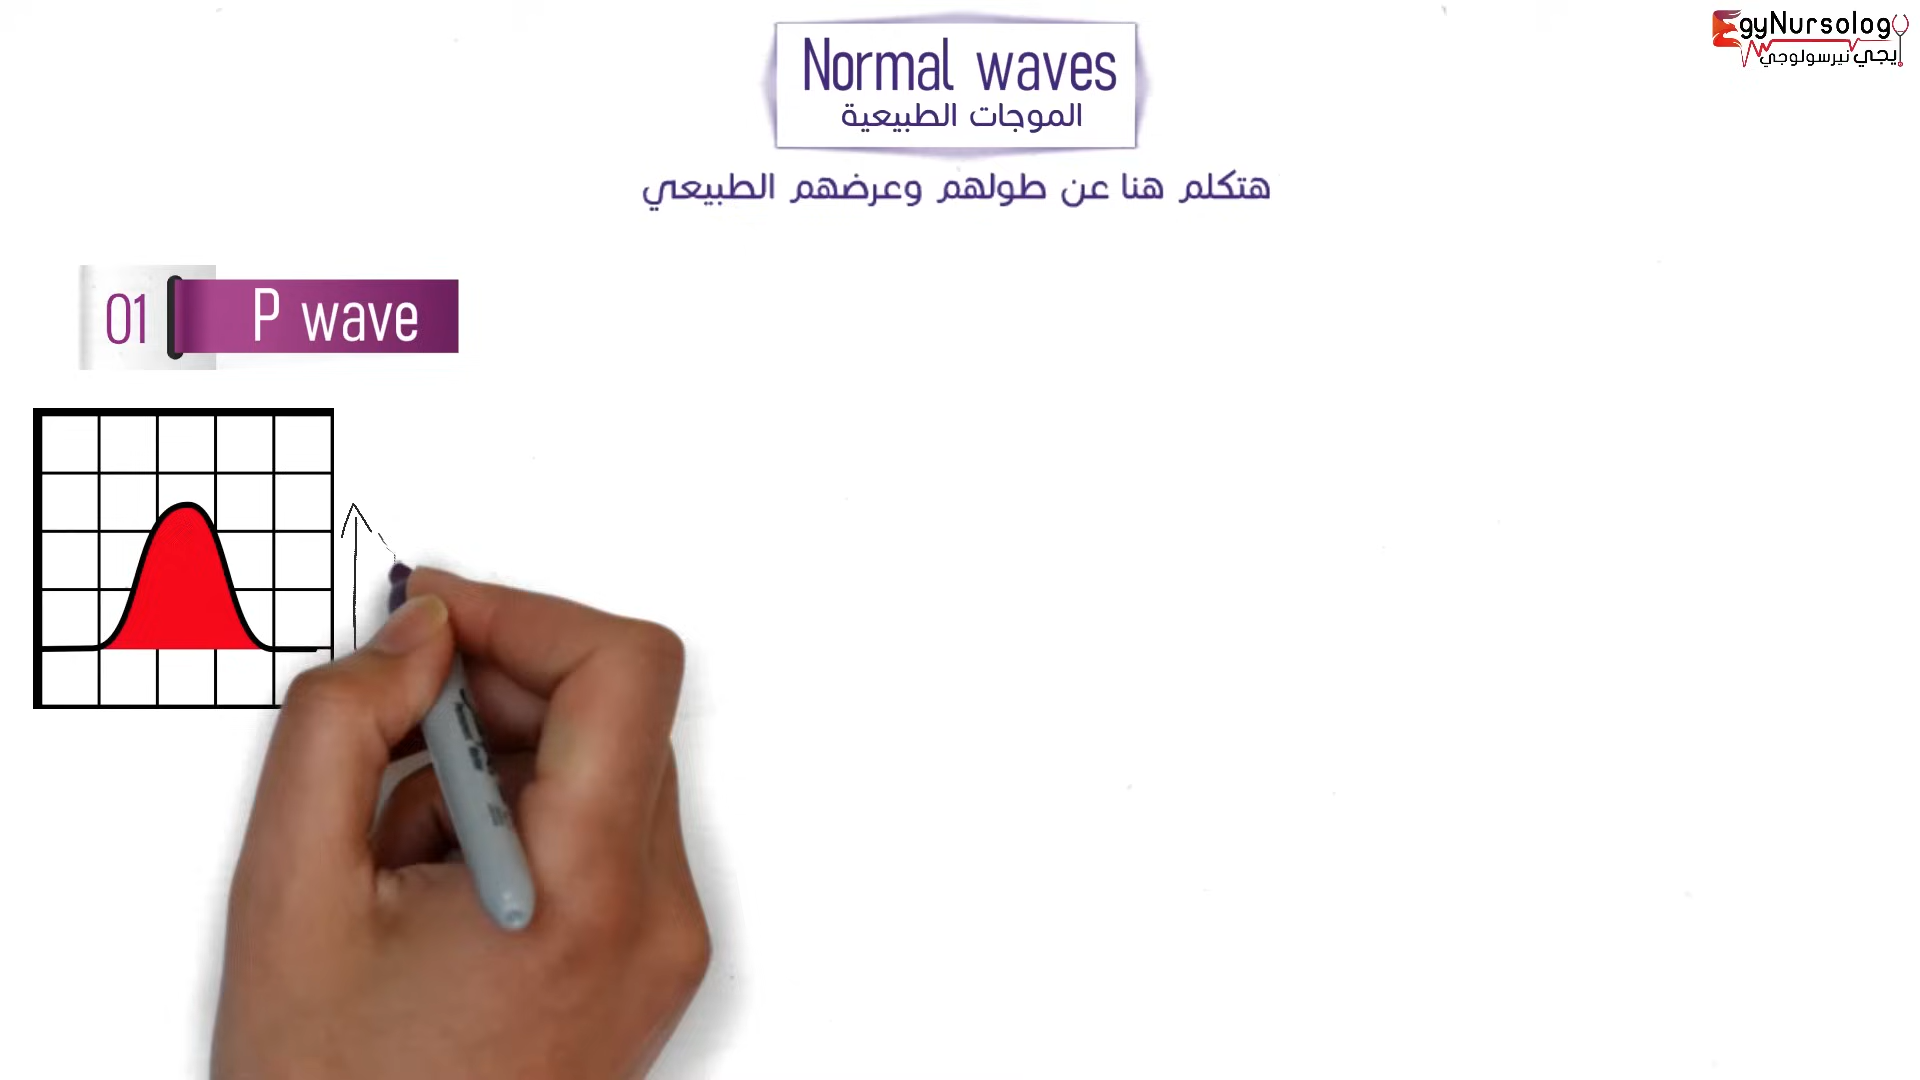 EgyNursology
إيجي نيرسولوجي
Normal waves
الموجات الطبيعية
هتكلم هنا عن طولهم وعرضهم الطبيعي
01 P wave